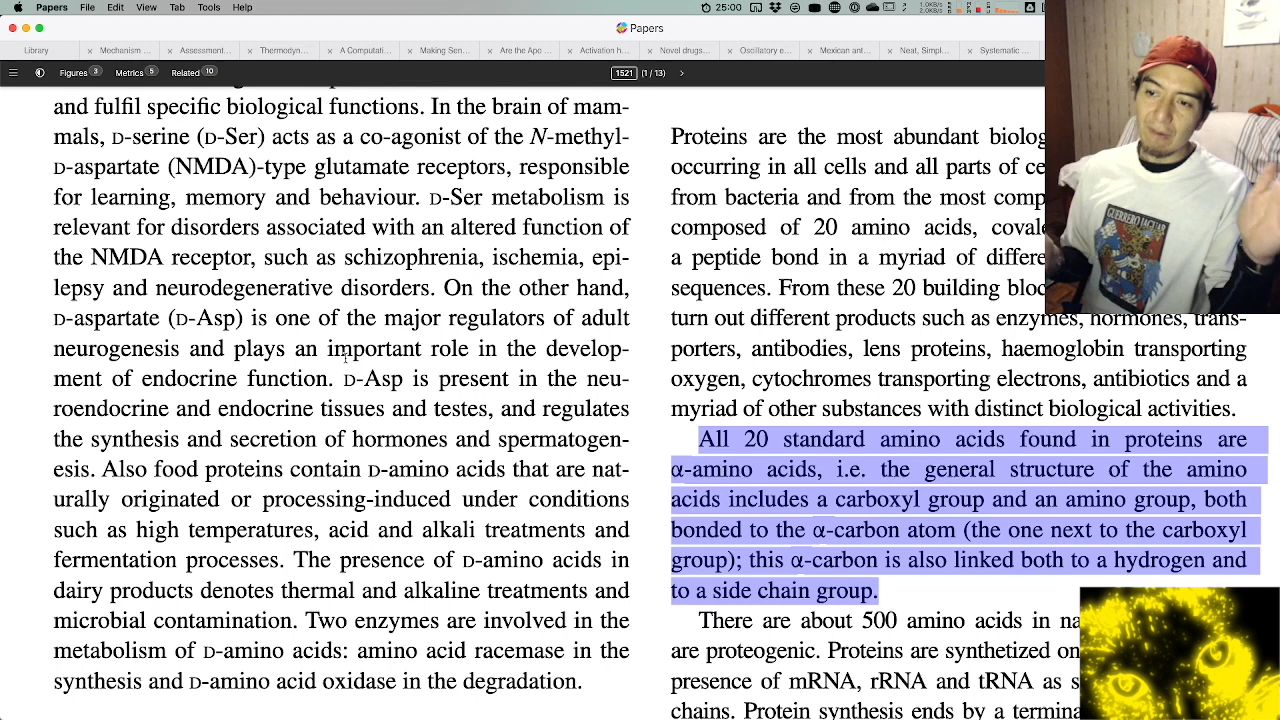 Papers File Edit View Tab Tools Help 25:00
Papers
Library Mechanism ... Assessment... Thermodyn... A Computati... Making Sen... Are the Apo ... Activation h... Novel drugs... Oscillatory e... Mexican ant... Neat, Simpl... Systematic ...
Figures 3 Metrics 5 Related 10 1521 (1 / 13)
and fulfil specific biological functions. In the brain of mam-
mals, D-serine (D-Ser) acts as a co-agonist of the N-methyl-
D-aspartate (NMDA)-type glutamate receptors, responsible
for learning, memory and behaviour. D-Ser metabolism is
relevant for disorders associated with an altered function of
the NMDA receptor, such as schizophrenia, ischemia, epi-
lepsy and neurodegenerative disorders. On the other hand,
D-aspartate (D-Asp) is one of the major regulators of adult
neurogenesis and plays an important role in the develop-
ment of endocrine function. D-Asp is present in the neu-
roendocrine and endocrine tissues and testes, and regulates
the synthesis and secretion of hormones and spermatogen-
esis. Also food proteins contain D-amino acids that are nat-
urally originated or processing-induced under conditions
such as high temperatures, acid and alkali treatments and
fermentation processes. The presence of D-amino acids in
dairy products denotes thermal and alkaline treatments and
microbial contamination. Two enzymes are involved in the
metabolism of D-amino acids: amino acid racemase in the
synthesis and D-amino acid oxidase in the degradation.
Proteins are the most abundant biolog
occurring in all cells and all parts of ce
from bacteria and from the most comp
composed of 20 amino acids, covale
a peptide bond in a myriad of differe
sequences. From these 20 building bloc
turn out different products such as enzymes, hormones, trans-
porters, antibodies, lens proteins, haemoglobin transporting
oxygen, cytochromes transporting electrons, antibiotics and a
myriad of other substances with distinct biological activities.
All 20 standard amino acids found in proteins are
α-amino acids, i.e. the general structure of the amino
acids includes a carboxyl group and an amino group, both
bonded to the α-carbon atom (the one next to the carboxyl
group); this α-carbon is also linked both to a hydrogen and
to a side chain group.
There are about 500 amino acids in na
are proteogenic. Proteins are synthetized on
presence of mRNA, rRNA and tRNA as s
chains. Protein synthesis ends by a termina
GUERRERO JAGUAR